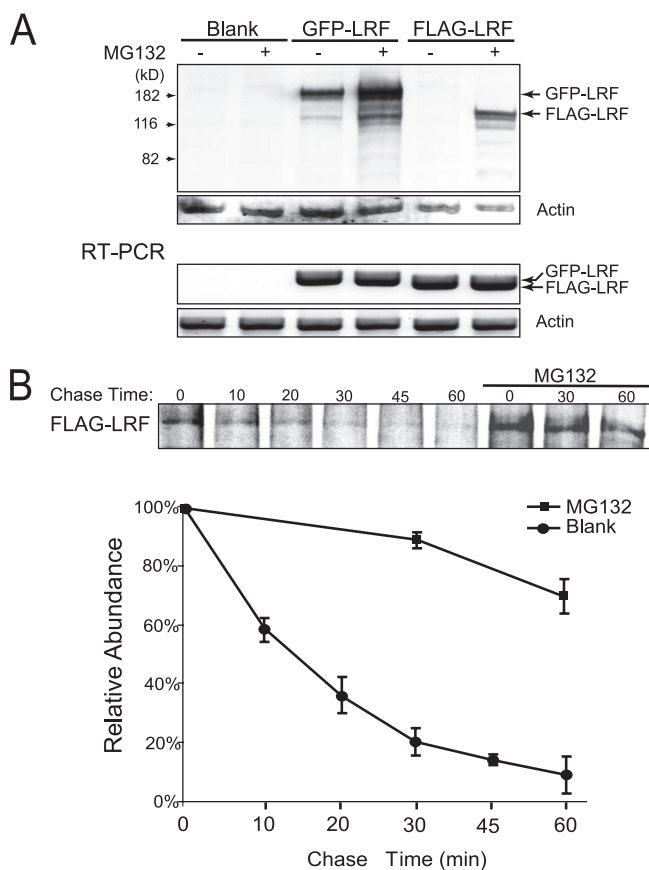 A
Blank GFP-LRF FLAG-LRF
MG132 - + - + - +
(kD)
182
116
82
GFP-LRF
FLAG-LRF
Actin
RT-PCR
GFP-LRF
FLAG-LRF
Actin
B
MG132
Chase Time: 0 10 20 30 45 60 0 30 60
FLAG-LRF
100%
80%
60%
40%
20%
0%
Relative Abundance
MG132
Blank
0 10 20 30 45 60
Chase Time (min)